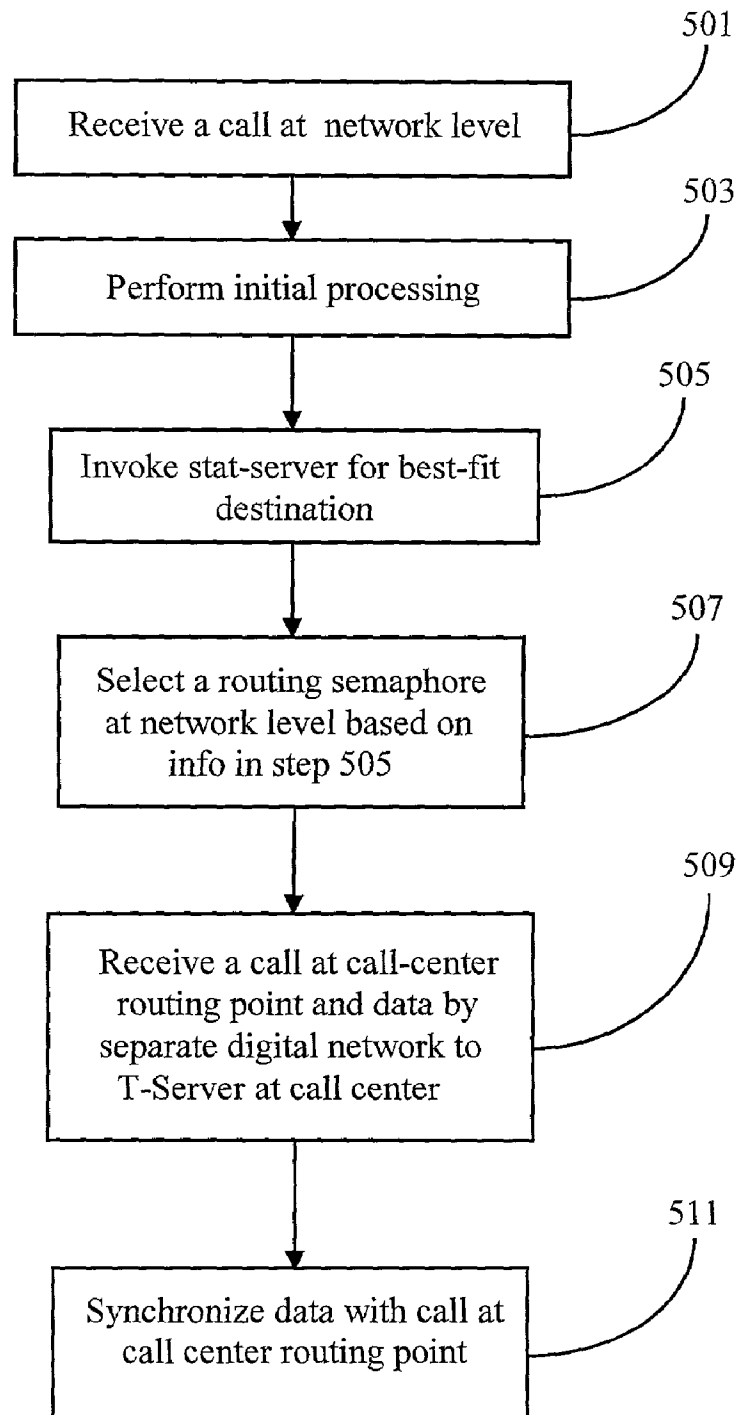 501
Receive a call at network level
503
Perform initial processing
505
Invoke stat-server for best-fit
destination
507
Select a routing semaphore
at network level based on
info in step 505
509
Receive a call at call-center
routing point and data by
separate digital network to
T-Server at call center
511
Synchronize data with call at
call center routing point